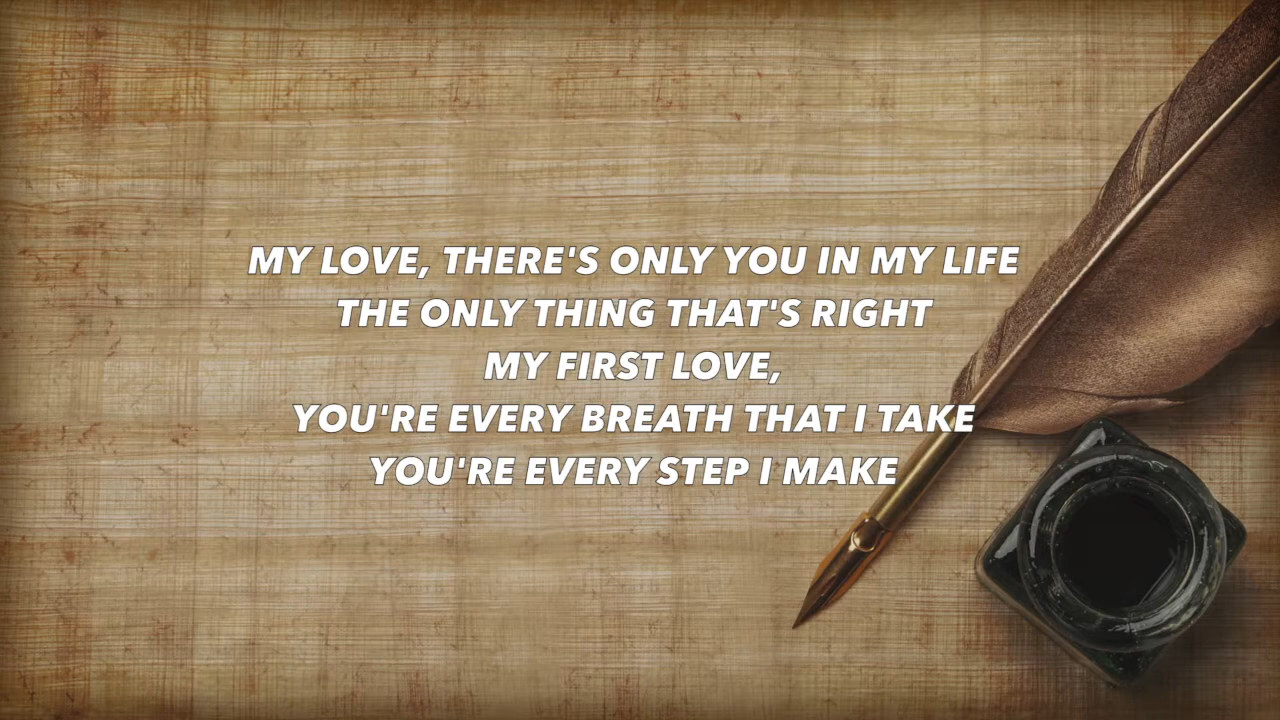 MY LOVE, THERE'S ONLY YOU IN MY LIFE
THE ONLY THING THAT'S RIGHT
MY FIRST LOVE,
YOU'RE EVERY BREATH THAT I TAKE
YOU'RE EVERY STEP I MAKE